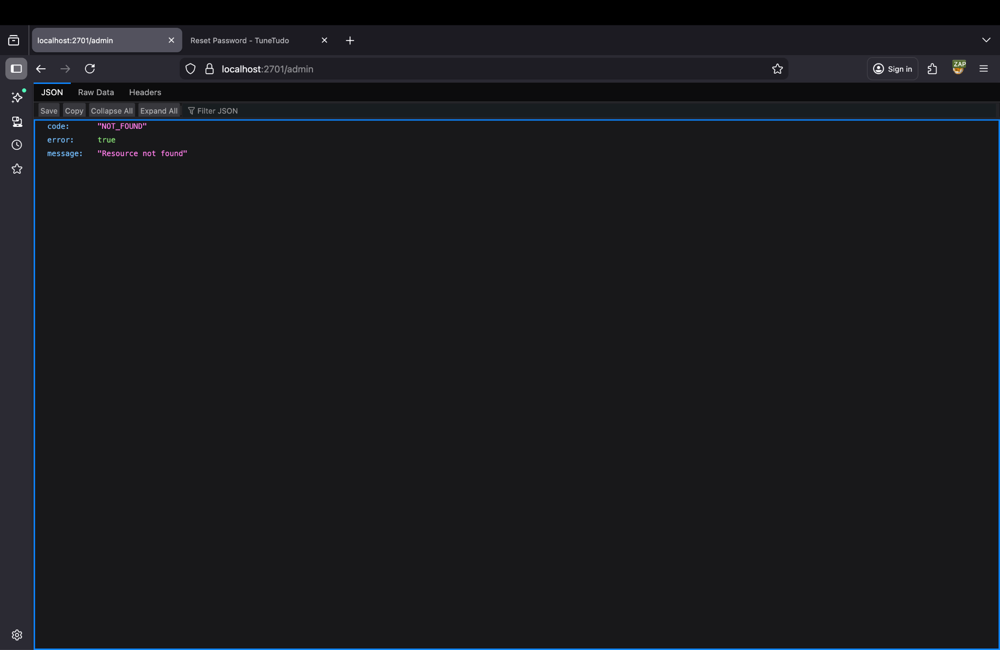 localhost:2701/admin
Reset Password - TuneTudo
localhost:2701/admin
Sign in
ZAP
JSON Raw Data Headers
Save Copy Collapse All Expand All Filter JSON
code: "NOT_FOUND"
error: true
message: "Resource not found"